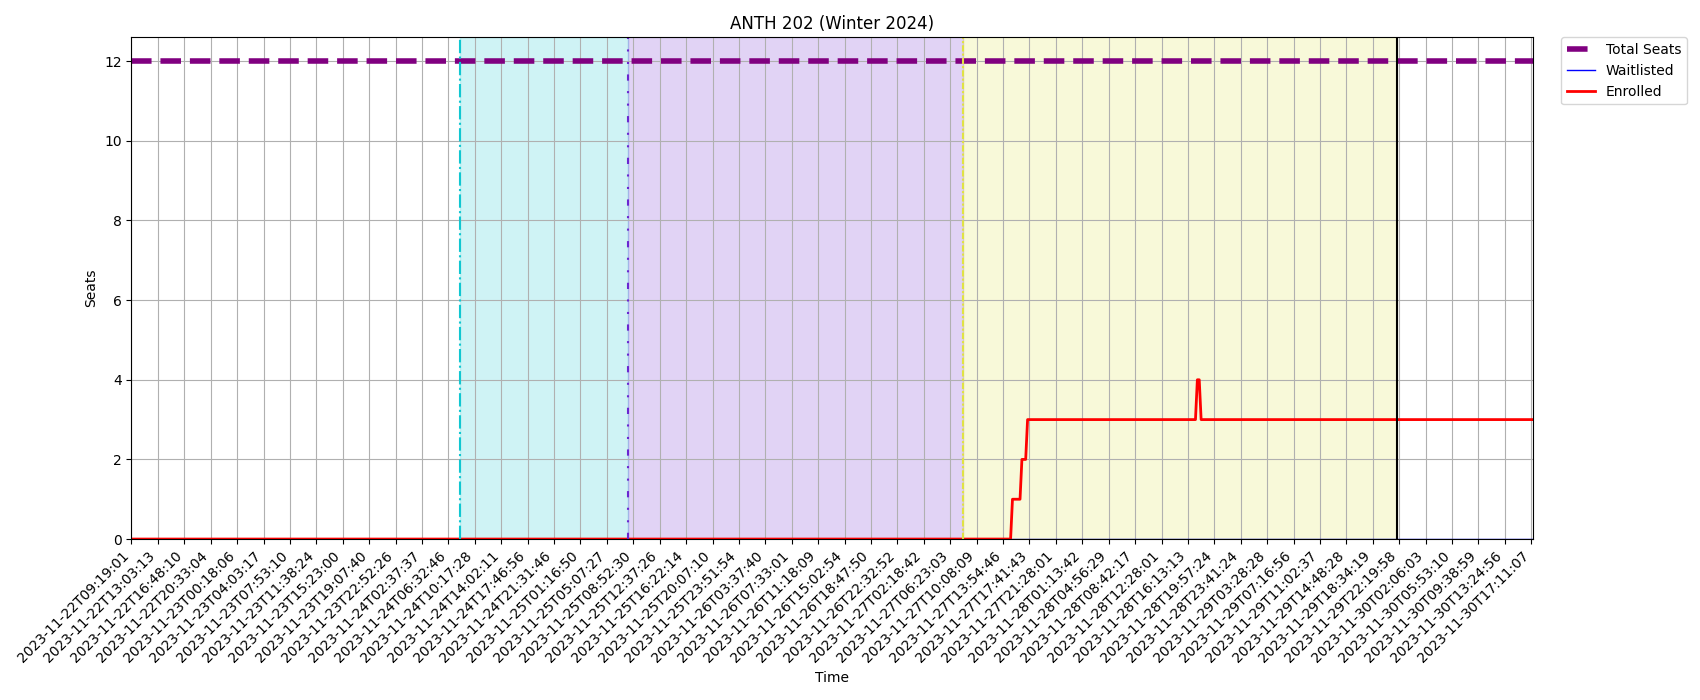 ANTH 202 (Winter 2024)
Total Seats
Waitlisted
Enrolled
Seats
12
10
8
6
4
2
0
2023-11-22T09:19:01
2023-11-22T13:03:13
2023-11-22T16:48:10
2023-11-22T20:33:04
2023-11-23T00:18:06
2023-11-23T04:03:17
2023-11-23T07:53:10
2023-11-23T11:38:24
2023-11-23T15:23:00
2023-11-23T19:07:40
2023-11-23T22:52:26
2023-11-24T02:37:37
2023-11-24T06:32:46
2023-11-24T10:17:28
2023-11-24T14:02:11
2023-11-24T17:46:56
2023-11-24T21:31:46
2023-11-25T01:16:50
2023-11-25T05:07:27
2023-11-25T08:52:30
2023-11-25T12:37:26
2023-11-25T16:22:14
2023-11-25T20:07:10
2023-11-25T23:51:54
2023-11-26T03:37:40
2023-11-26T07:33:01
2023-11-26T11:18:09
2023-11-26T15:02:54
2023-11-26T18:47:50
2023-11-26T22:32:52
2023-11-27T02:18:42
2023-11-27T06:23:03
2023-11-27T10:08:09
2023-11-27T13:54:46
2023-11-27T17:41:43
2023-11-27T21:28:01
2023-11-28T01:13:42
2023-11-28T04:56:29
2023-11-28T08:42:17
2023-11-28T12:28:01
2023-11-28T16:13:13
2023-11-28T19:57:24
2023-11-28T23:41:24
2023-11-29T03:28:28
2023-11-29T07:16:56
2023-11-29T11:02:37
2023-11-29T14:48:28
2023-11-29T18:34:19
2023-11-29T22:19:58
2023-11-30T02:06:03
2023-11-30T05:53:10
2023-11-30T09:38:59
2023-11-30T13:24:56
2023-11-30T17:11:07
Time